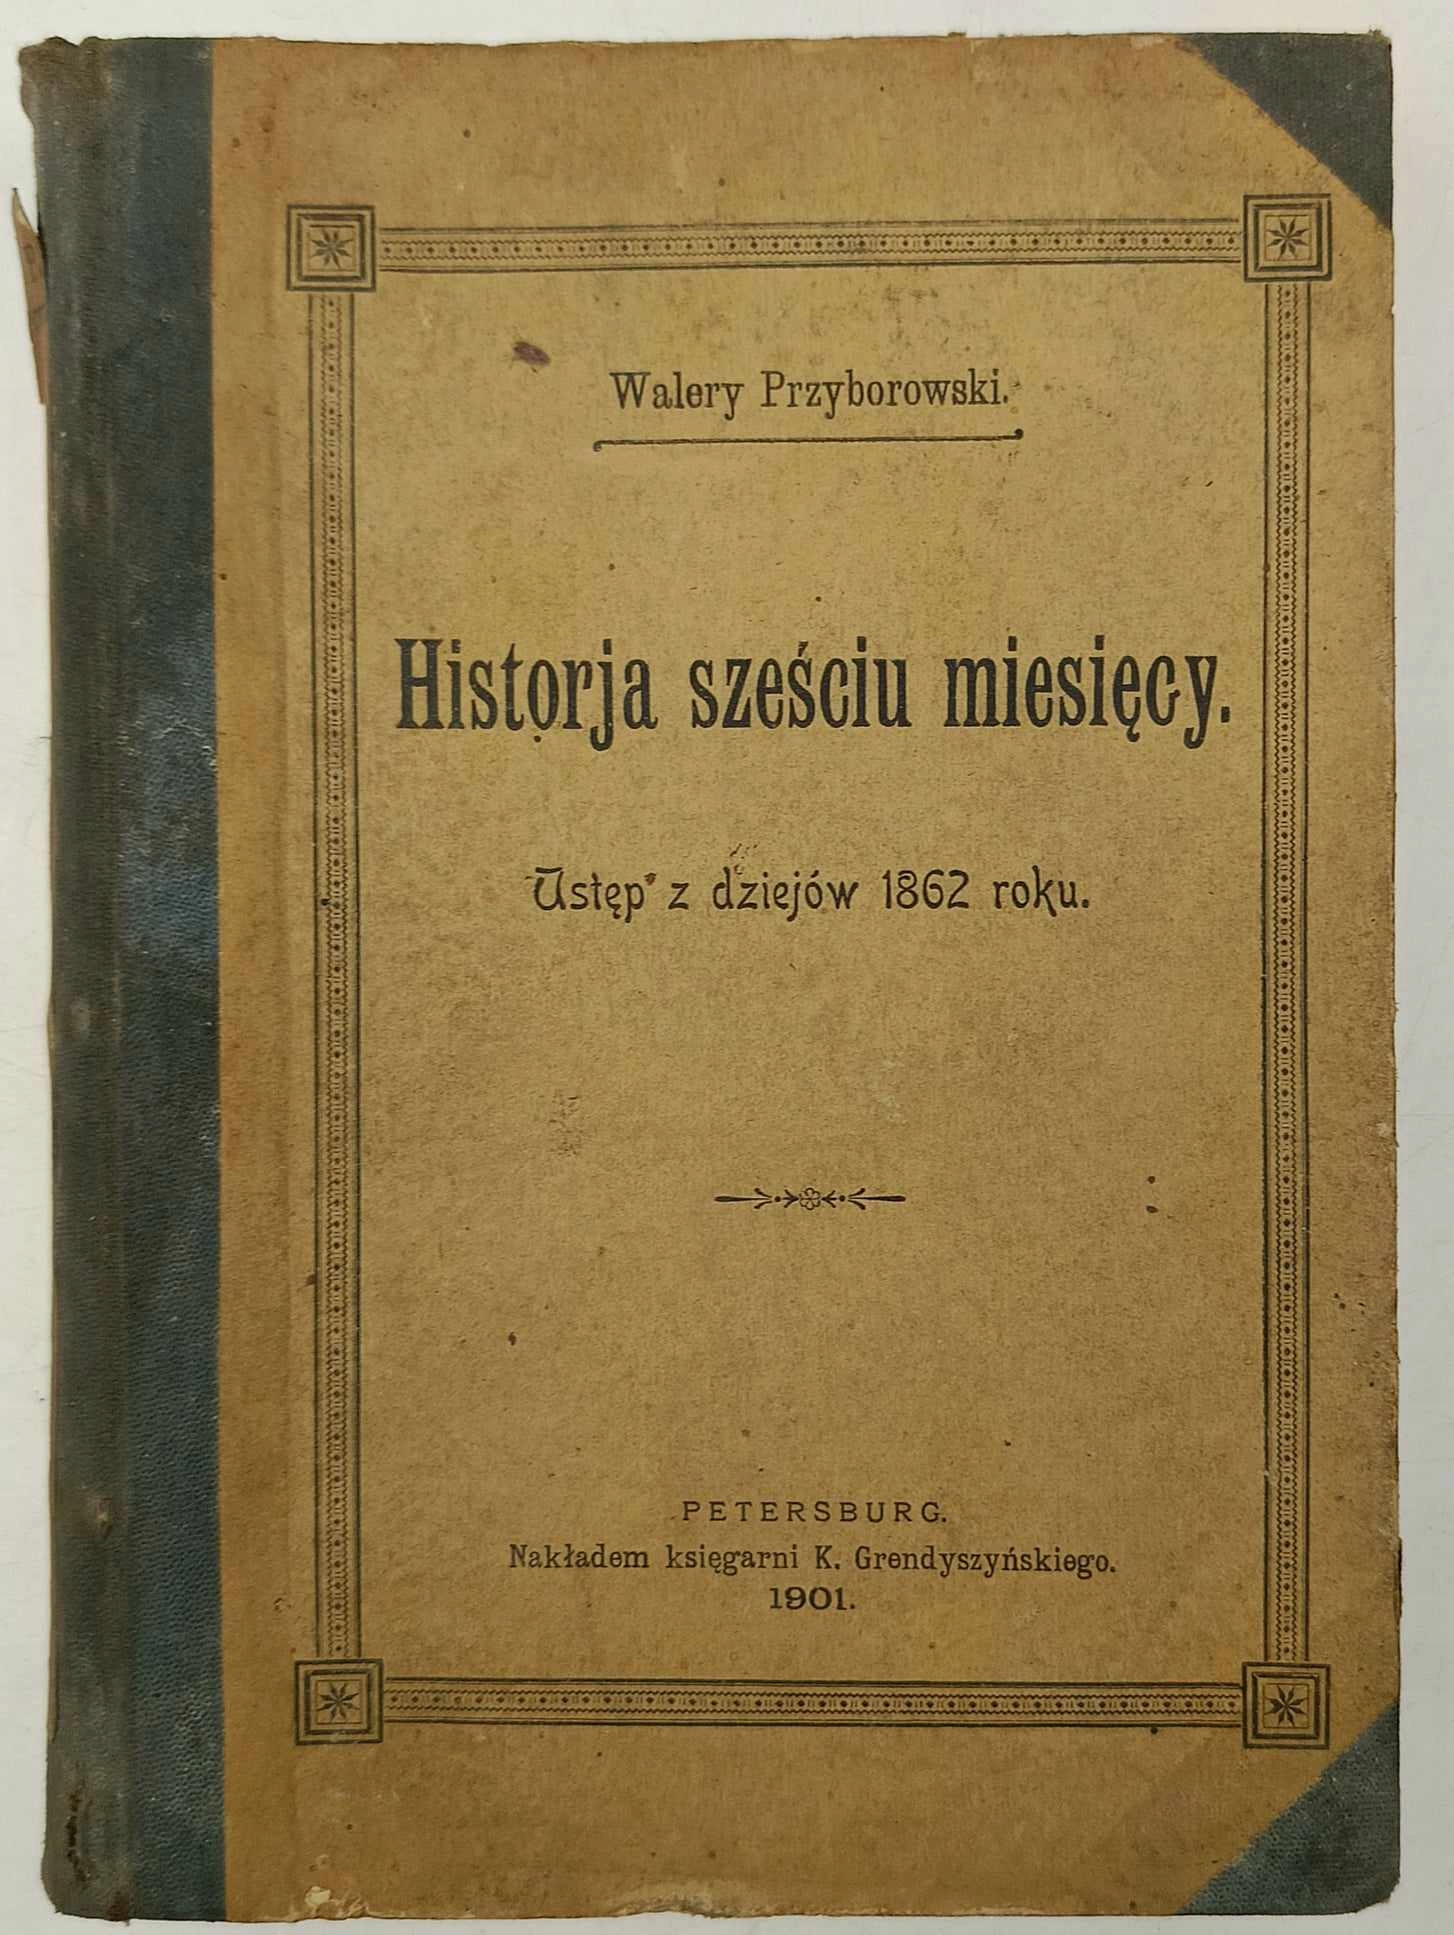 Walery Przyborowski.
Historja sześciu miesięcy.
Ustęp z dziejów 1862 roku.
PETERSBURG.
Nakładem księgarni K. Grendyszyńskiego.
1901.